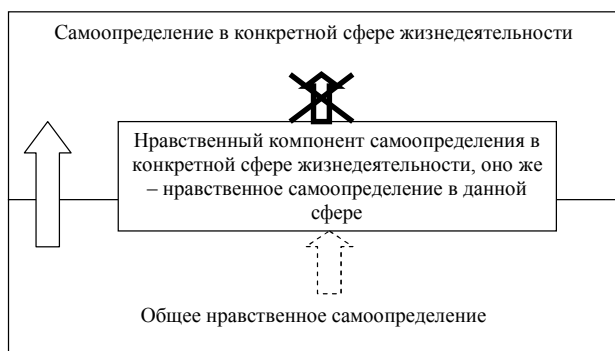 Самоопределение в конкретной сфере жизнедеятельности
Нравственный компонент самоопределения в
конкретной сфере жизнедеятельности, оно же
– нравственное самоопределение в данной
сфере
Общее нравственное самоопределение